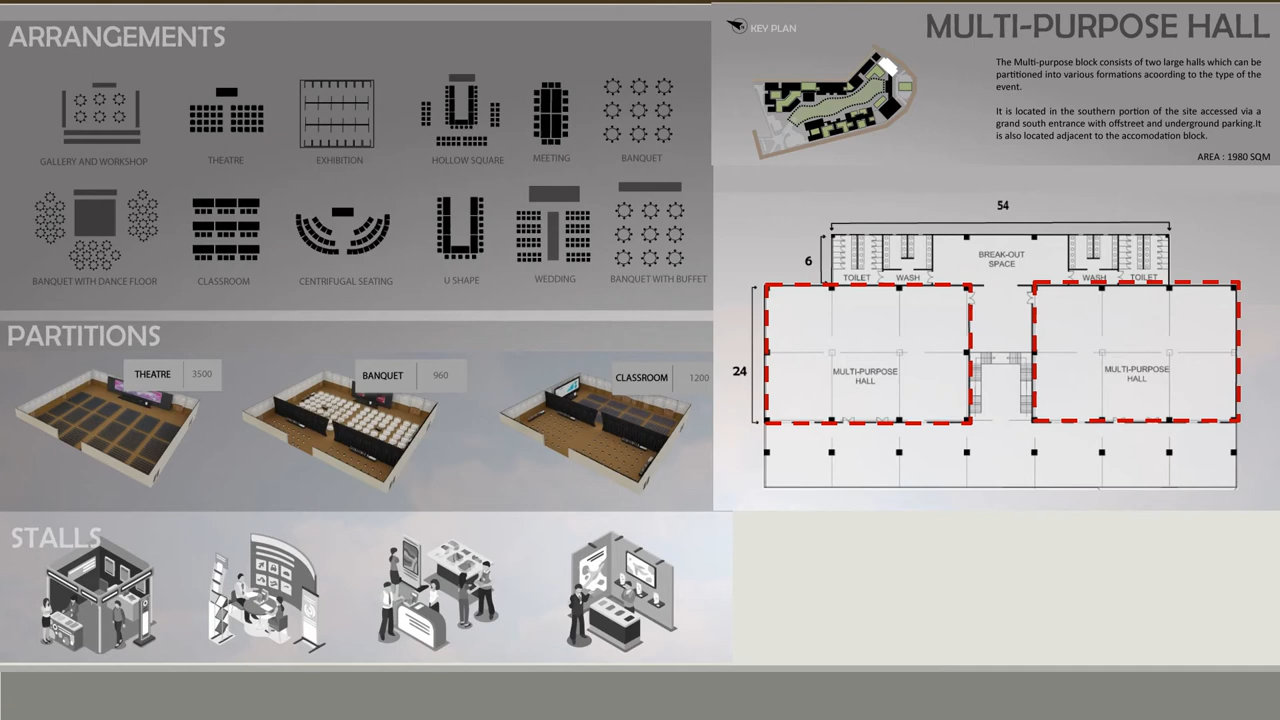 ARRANGEMENTS
GALLERY AND WORKSHOP
THEATRE
EXHIBITION
HOLLOW SQUARE
MEETING
BANQUET
BANQUET WITH DANCE FLOOR
CLASSROOM
CENTRIFUGAL SEATING
U SHAPE
WEDDING
BANQUET WITH BUFFET
PARTITIONS
THEATRE 3500
BANQUET 960
CLASSROOM 1200
STALLS
KEY PLAN
MULTI-PURPOSE HALL
The Multi-purpose block consists of two large halls which can be
partitioned into various formations acoording to the type of the
event.
It is located in the southern portion of the site accessed via a
grand south entrance with offstreet and underground parking.It
is also located adjacent to the accomodation block.
AREA : 1980 SQM
54
6
BREAK-OUT
SPACE
TOILET
WASH
WASH
TOILET
24
MULTI-PURPOSE
HALL
MULTI-PURPOSE
HALL